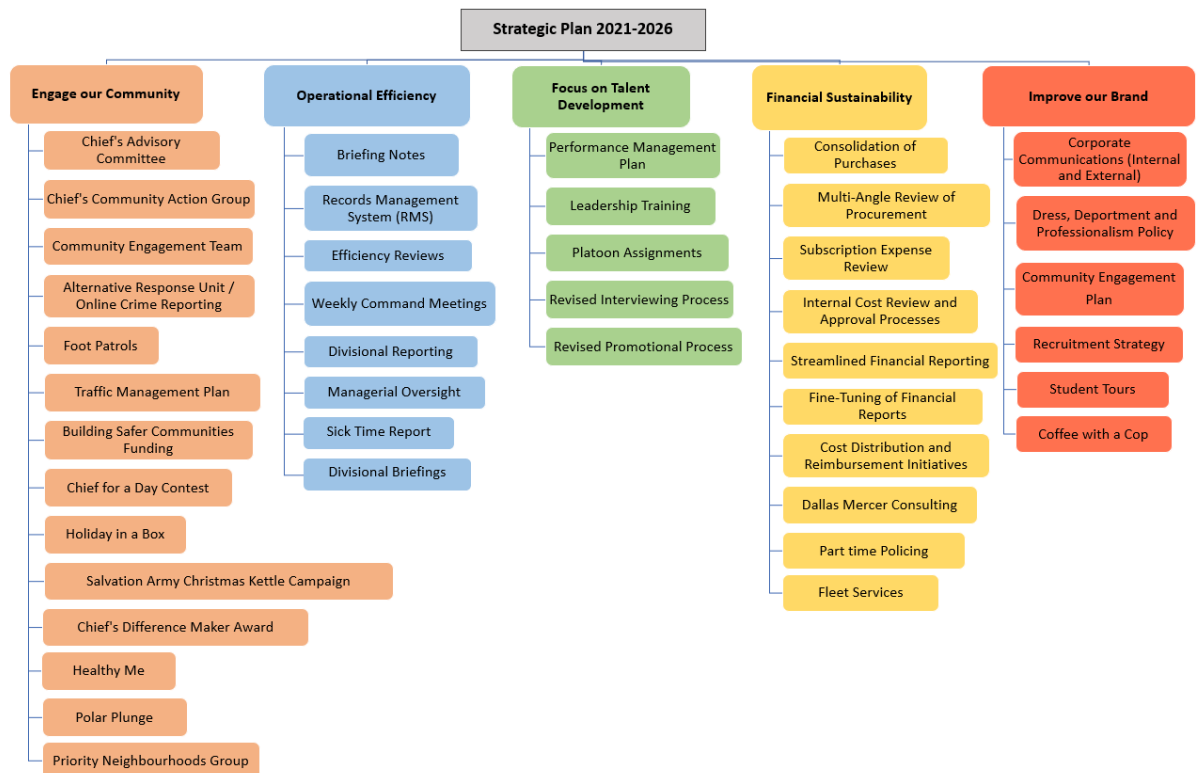 Strategic Plan 2021-2026
Engage our Community
Chief's Advisory
Committee
Chief's Community Action Group
Community Engagement Team
Alternative Response Unit /
Online Crime Reporting
Foot Patrols
Traffic Management Plan
Building Safer Communities
Funding
Chief for a Day Contest
Holiday in a Box
Salvation Army Christmas Kettle Campaign
Chief's Difference Maker Award
Healthy Me
Polar Plunge
Priority Neighbourhoods Group
Operational Efficiency
Briefing Notes
Records Management
System (RMS)
Efficiency Reviews
Weekly Command Meetings
Divisional Reporting
Managerial Oversight
Sick Time Report
Divisional Briefings
Focus on Talent
Development
Performance Management
Plan
Leadership Training
Platoon Assignments
Revised Interviewing Process
Revised Promotional Process
Financial Sustainability
Consolidation of
Purchases
Multi-Angle Review of
Procurement
Subscription Expense
Review
Internal Cost Review and
Approval Processes
Streamlined Financial Reporting
Fine-Tuning of Financial
Reports
Cost Distribution and
Reimbursement Initiatives
Dallas Mercer Consulting
Part time Policing
Fleet Services
Improve our Brand
Corporate
Communications (Internal
and External)
Dress, Deportment and
Professionalism Policy
Community Engagement
Plan
Recruitment Strategy
Student Tours
Coffee with a Cop